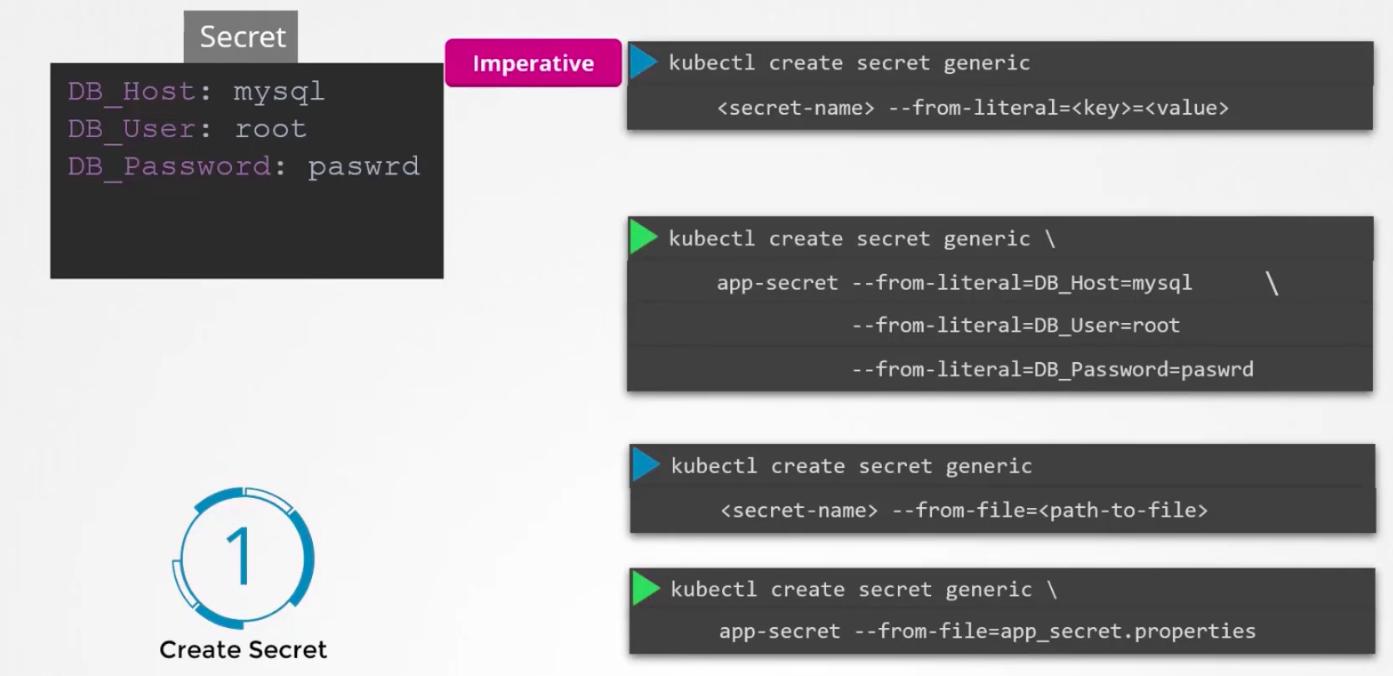 Secret
DB_Host: mysql
DB_User: root
DB_Password: paswrd
Imperative
kubectl create secret generic
<secret-name> --from-literal=<key>=<value>
kubectl create secret generic \
app-secret --from-literal=DB_Host=mysql \
--from-literal=DB_User=root
--from-literal=DB_Password=paswrd
kubectl create secret generic
<secret-name> --from-file=<path-to-file>
kubectl create secret generic \
app-secret --from-file=app_secret.properties
1
Create Secret